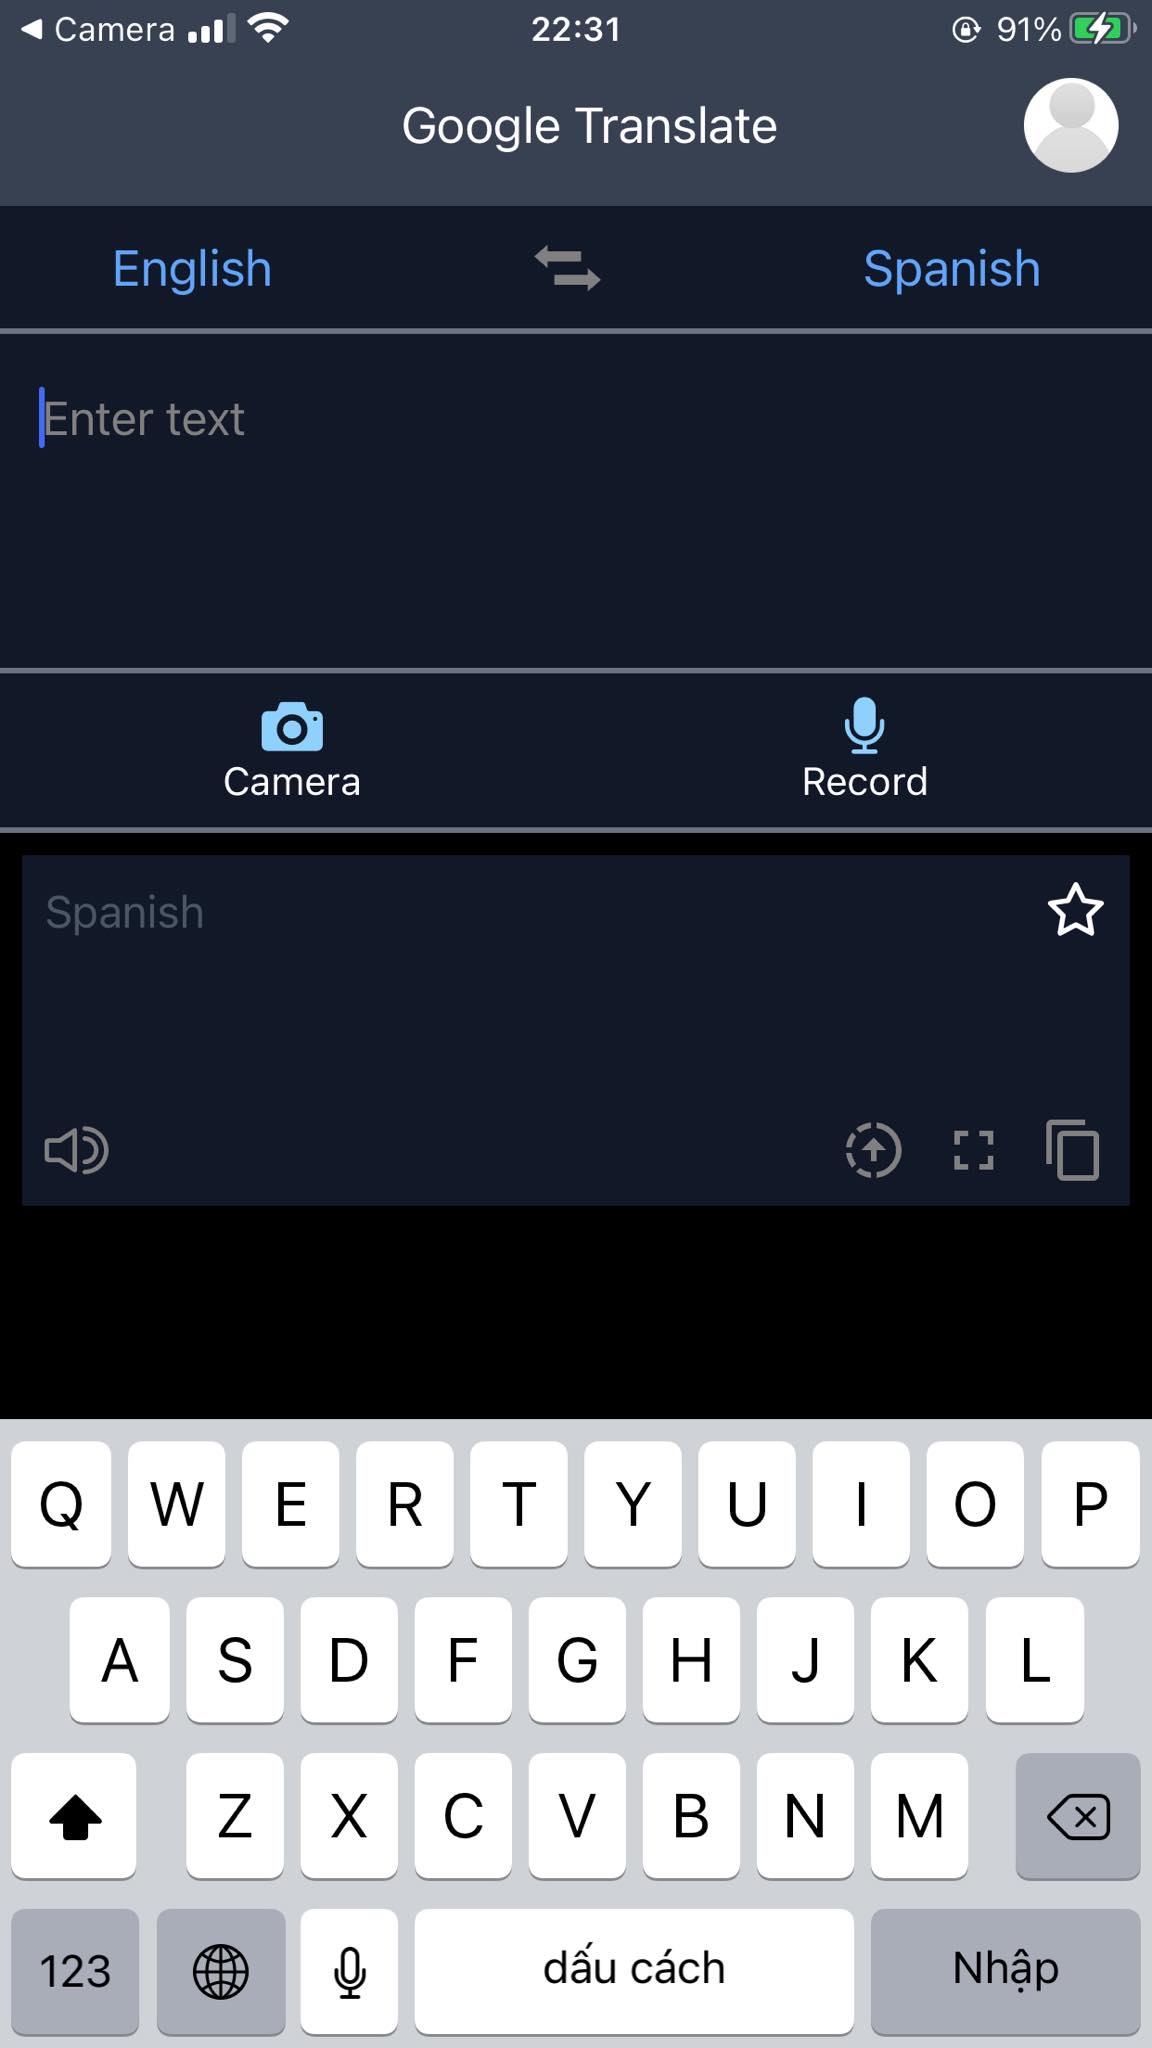 Camera 22:31 91%
Google Translate
English Spanish
Enter text
Camera Record
Spanish
Q W E R T Y U I O P
A S D F G H J K L
Z X C V B N M
123 dấu cách Nhập